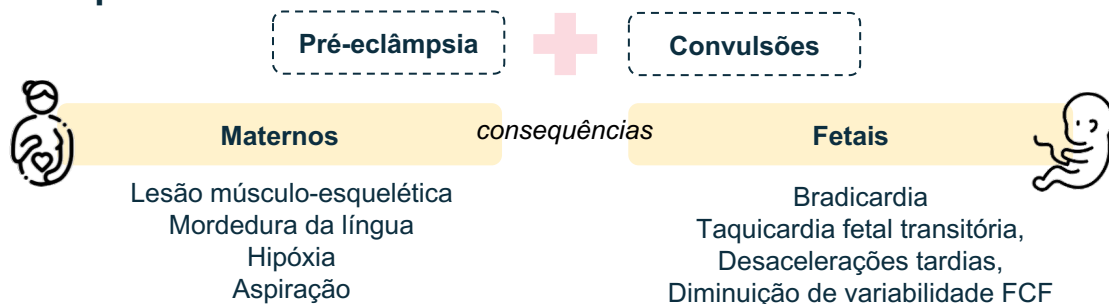 Pré-eclâmpsia
Convulsões
Maternos
consequências
Fetais
Lesão músculo-esquelética
Mordedura da língua
Hipóxia
Aspiração
Bradicardia
Taquicardia fetal transitória,
Desacelerações tardias,
Diminuição de variabilidade FCF